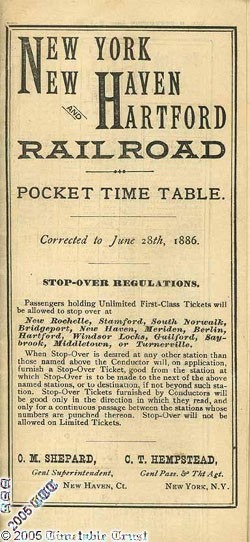 NEW YORK
NEW HAVEN
AND
HARTFORD
RAILROAD
POCKET TIME TABLE.
Corrected to June 28th, 1886.
STOP-OVER REGULATIONS.
Passengers holding Unlimited First-Class Tickets will
be allowed to stop over at
New Rochelle, Stamford, South Norwalk,
Bridgeport, New Haven, Meriden, Berlin,
Hartford, Windsor Locks, Guilford, Say-
brook, Middletown, or Turnerville.
When Stop-Over is desired at any other station than
those named above the Conductor will, on application,
furnish a Stop-Over Ticket, good from the station at
which Stop-Over is to be made to the next of the above
named stations, or to destination, if not beyond such sta-
tion. Stop-Over Tickets furnished by Conductors will
be good only in the direction in which they read, and
only for a continuous passage between the stations whose
numbers are punched hereon. Stop-Over will not be
allowed on Limited Tickets.
O. M. SHEPARD,
Genl Superintendent,
NEW HAVEN, Ct.
C. T. HEMPSTEAD,
Genl Pass. & Tkt Agt.
NEW YORK, N.Y.
© 2005 Timetable Trust